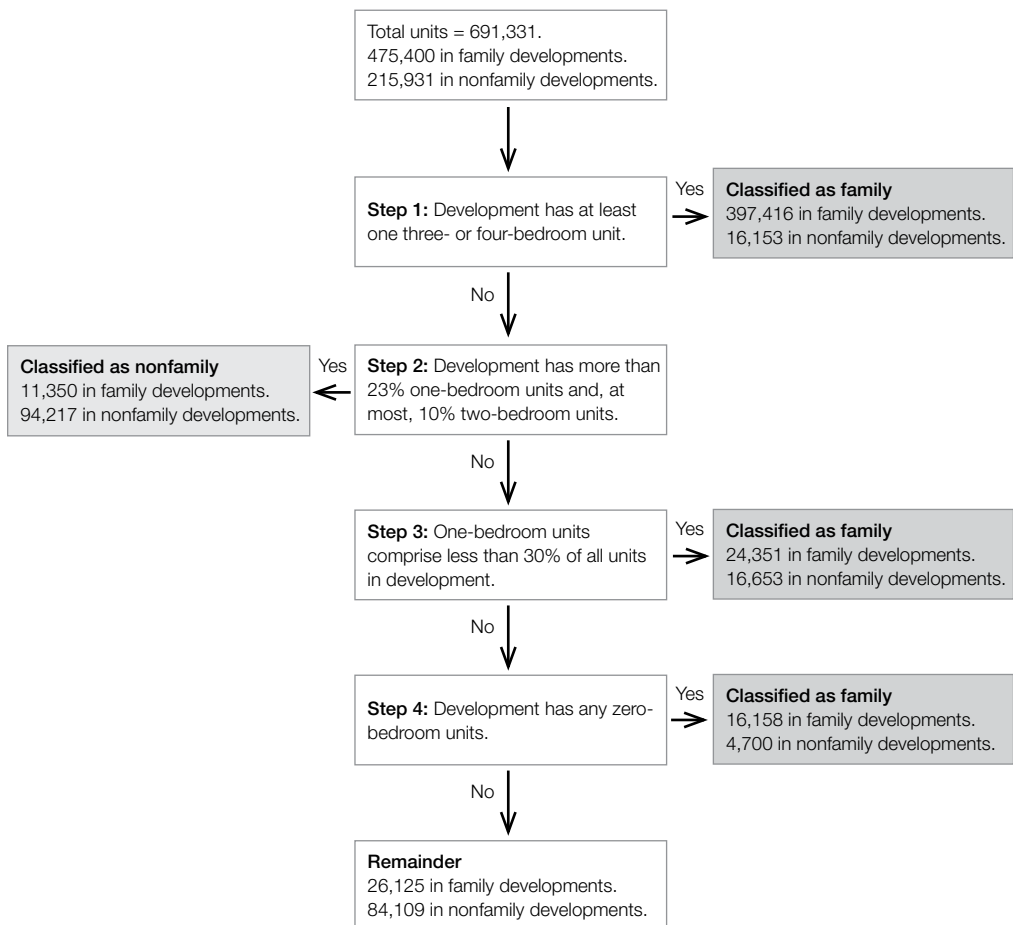 Total units = 691,331.
475,400 in family developments.
215,931 in nonfamily developments.
Step 1: Development has at least
one three- or four-bedroom unit.
Yes
Classified as family
397,416 in family developments.
16,153 in nonfamily developments.
No
Classified as nonfamily
11,350 in family developments.
94,217 in nonfamily developments.
Yes
Step 2: Development has more than
23% one-bedroom units and, at
most, 10% two-bedroom units.
No
Step 3: One-bedroom units
comprise less than 30% of all units
in development.
Yes
Classified as family
24,351 in family developments.
16,653 in nonfamily developments.
No
Step 4: Development has any zero-
bedroom units.
Yes
Classified as family
16,158 in family developments.
4,700 in nonfamily developments.
No
Remainder
26,125 in family developments.
84,109 in nonfamily developments.